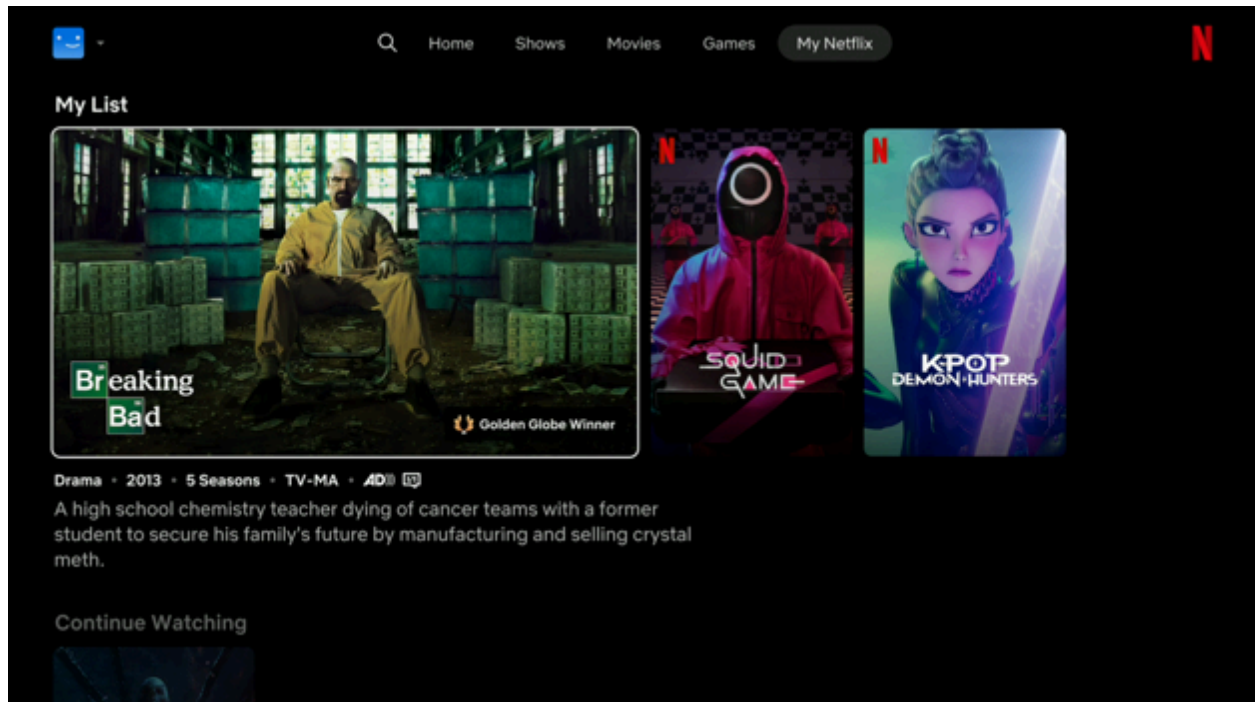 Home Shows Movies Games My Netflix
N
My List
N
N
Breaking
Bad
Golden Globe Winner
SQUID
GAME
K-POP
DEMON HUNTERS
Drama • 2013 • 5 Seasons • TV-MA • AD)))
A high school chemistry teacher dying of cancer teams with a former
student to secure his family's future by manufacturing and selling crystal
meth.
Continue Watching